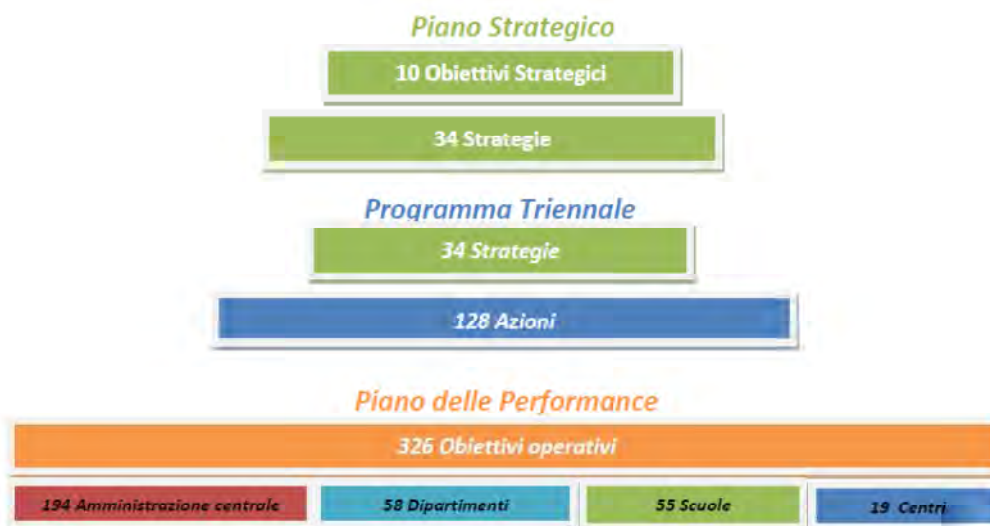 Piano Strategico
10 Obiettivi Strategici
34 Strategie
Programma Triennale
34 Strategie
128 Azioni
Piano delle Performance
326 Obiettivi operativi
194 Amministrazione centrale
58 Dipartimenti
55 Scuole
19 Centri